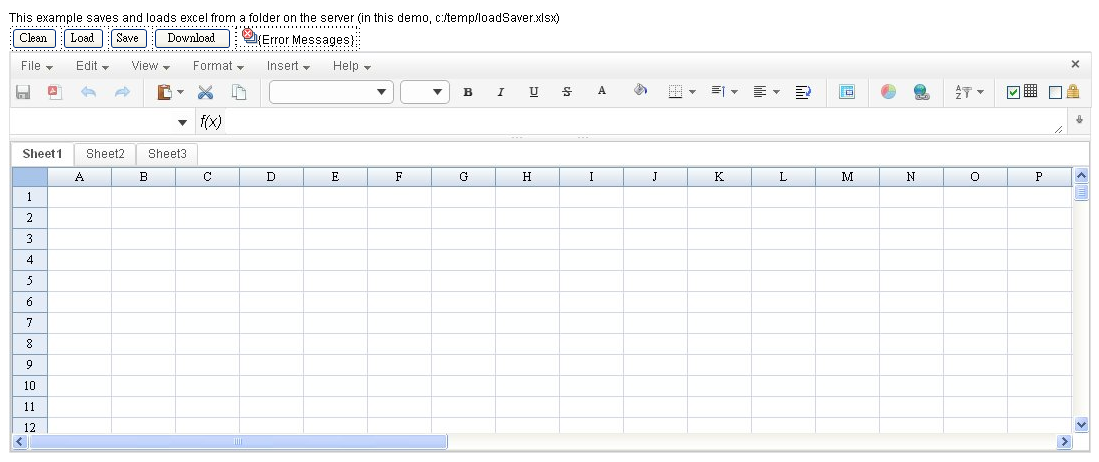 This example saves and loads excel from a folder on the server (in this demo, c:/temp/loadSaver.xlsx)
Clean Load Save Download {Error Messages}
File Edit View Format Insert Help
B I U S A A Z
f(x)
Sheet1 Sheet2 Sheet3
A B C D E F G H I J K L M N O P
1
2
3
4
5
6
7
8
9
10
11
12